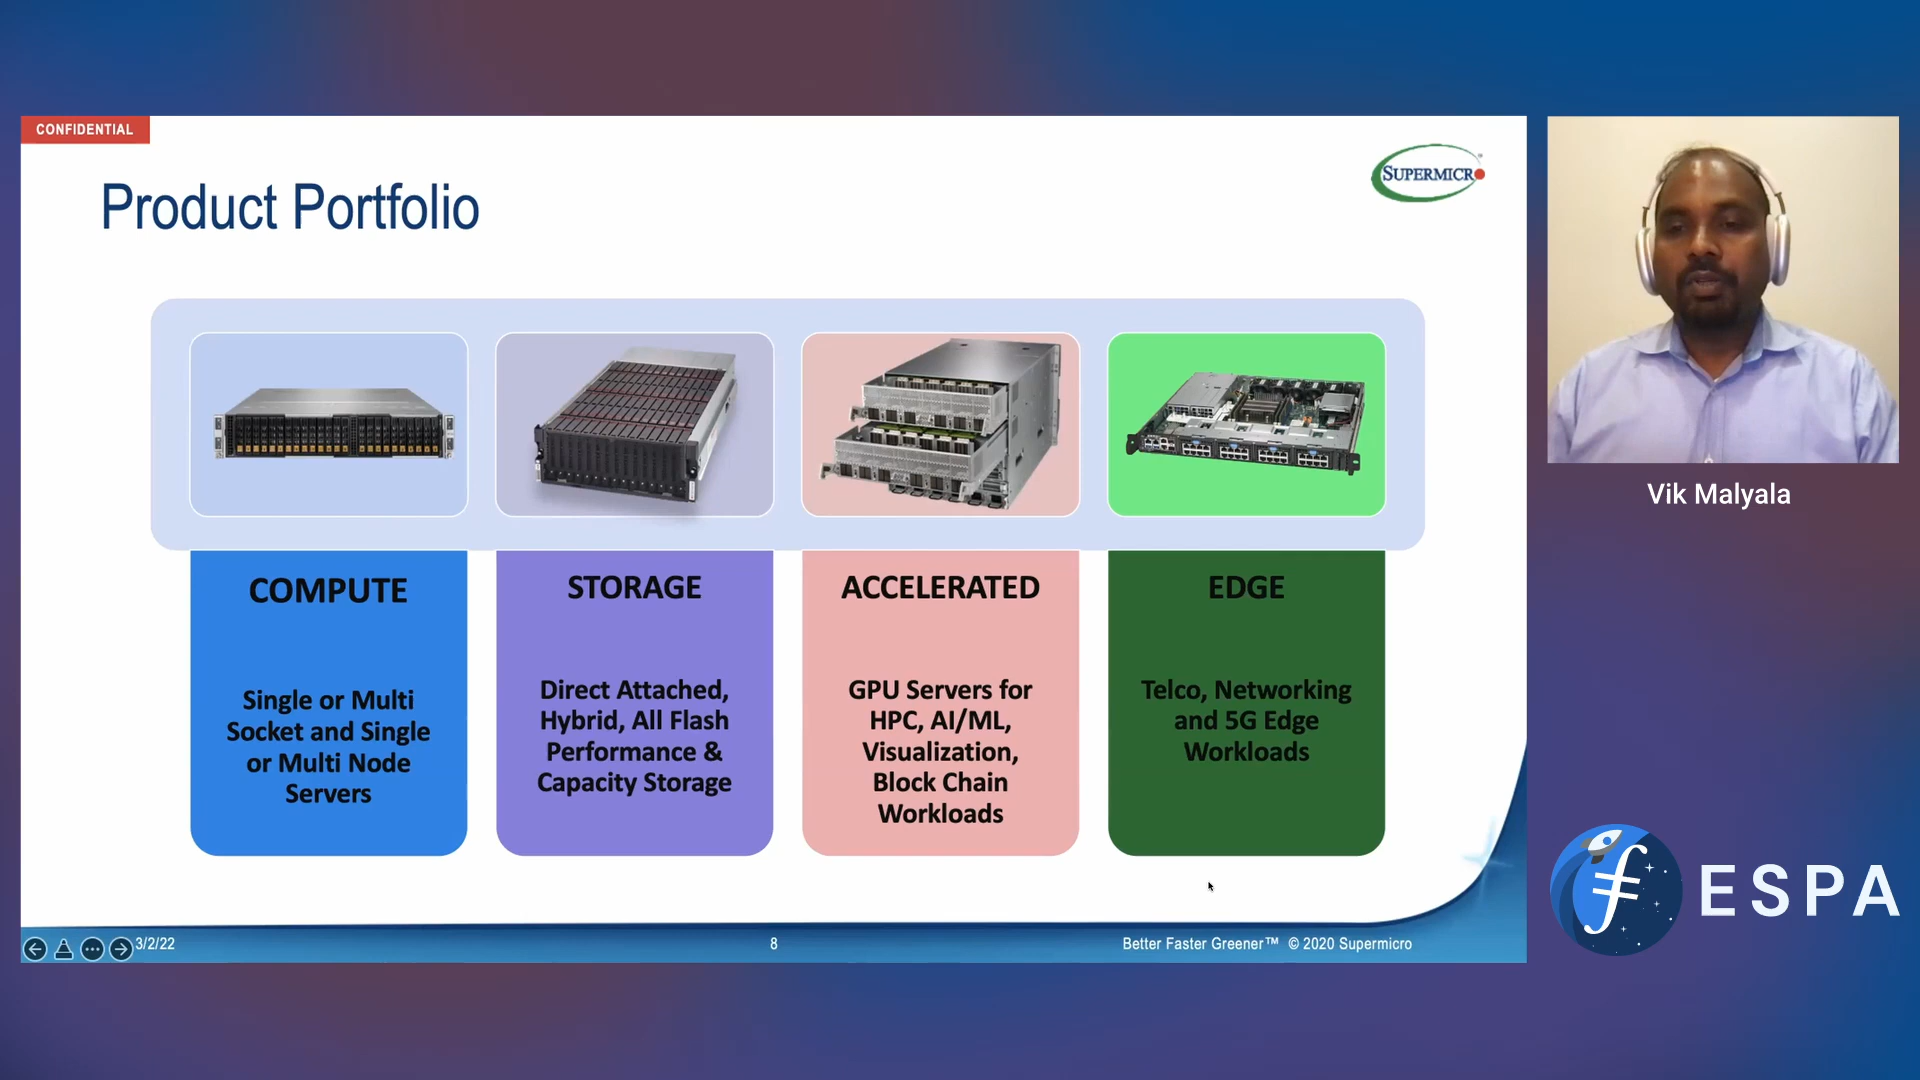 CONFIDENTIAL
SUPERMICRO
Product Portfolio
COMPUTE
Single or Multi
Socket and Single
or Multi Node
Servers
STORAGE
Direct Attached,
Hybrid, All Flash
Performance &
Capacity Storage
ACCELERATED
GPU Servers for
HPC, AI/ML,
Visualization,
Block Chain
Workloads
EDGE
Telco, Networking
and 5G Edge
Workloads
3/2/22
8
Better Faster Greener™ © 2020 Supermicro
Vik Malyala
ESPA